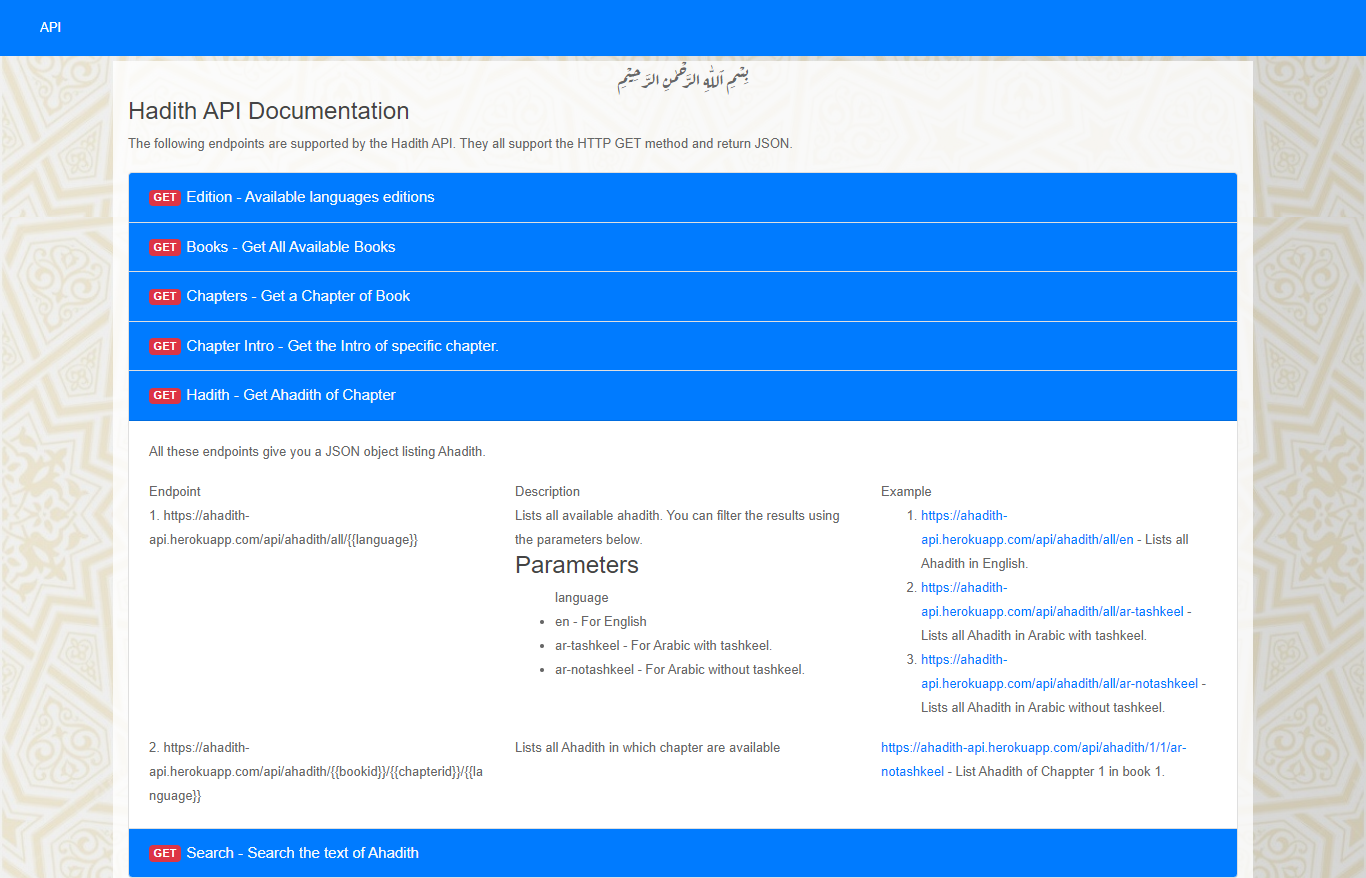 API
بِسْمِ اللَّهِ الرَّحْمَٰنِ الرَّحِيْمِ
Hadith API Documentation
The following endpoints are supported by the Hadith API. They all support the HTTP GET method and return JSON.
GET Edition - Available languages editions
GET Books - Get All Available Books
GET Chapters - Get a Chapter of Book
GET Chapter Intro - Get the Intro of specific chapter.
GET Hadith - Get Ahadith of Chapter
All these endpoints give you a JSON object listing Ahadith.
Endpoint
1. https://ahadith-
api.herokuapp.com/api/ahadith/all/{{language}}
Description
Lists all available ahadith. You can filter the results using
the parameters below.
Parameters
language
• en - For English
• ar-tashkeel - For Arabic with tashkeel.
• ar-notashkeel - For Arabic without tashkeel.
Example
1. https://ahadith-
api.herokuapp.com/api/ahadith/all/en - Lists all
Ahadith in English.
2. https://ahadith-
api.herokuapp.com/api/ahadith/all/ar-tashkeel -
Lists all Ahadith in Arabic with tashkeel.
3. https://ahadith-
api.herokuapp.com/api/ahadith/all/ar-notashkeel -
Lists all Ahadith in Arabic without tashkeel.
2. https://ahadith-
api.herokuapp.com/api/ahadith/{{bookid}}/{{chapterid}}/{{la
nguage}}
Lists all Ahadith in which chapter are available
https://ahadith-api.herokuapp.com/api/ahadith/1/1/ar-
notashkeel - List Ahadith of Chappter 1 in book 1.
GET Search - Search the text of Ahadith